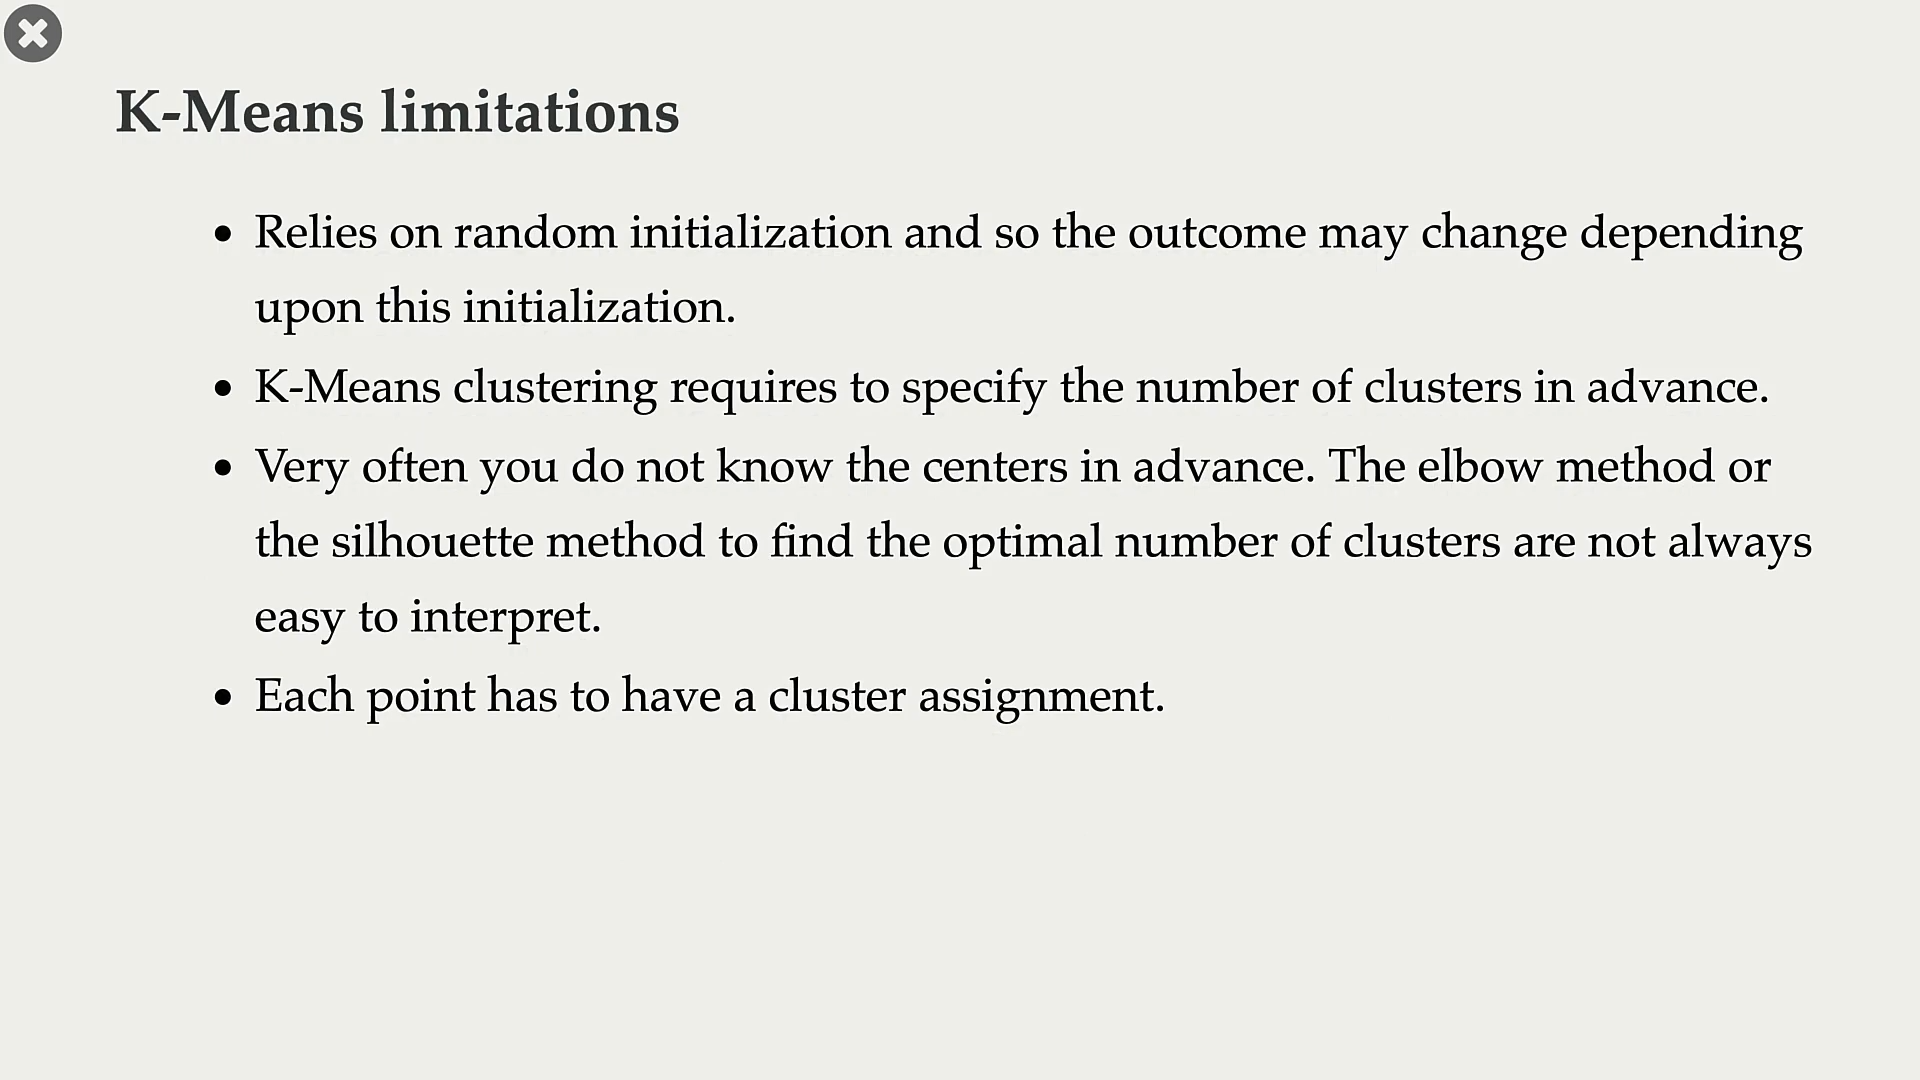 K-Means limitations
• Relies on random initialization and so the outcome may change depending
upon this initialization.
• K-Means clustering requires to specify the number of clusters in advance.
• Very often you do not know the centers in advance. The elbow method or
the silhouette method to find the optimal number of clusters are not always
easy to interpret.
• Each point has to have a cluster assignment.